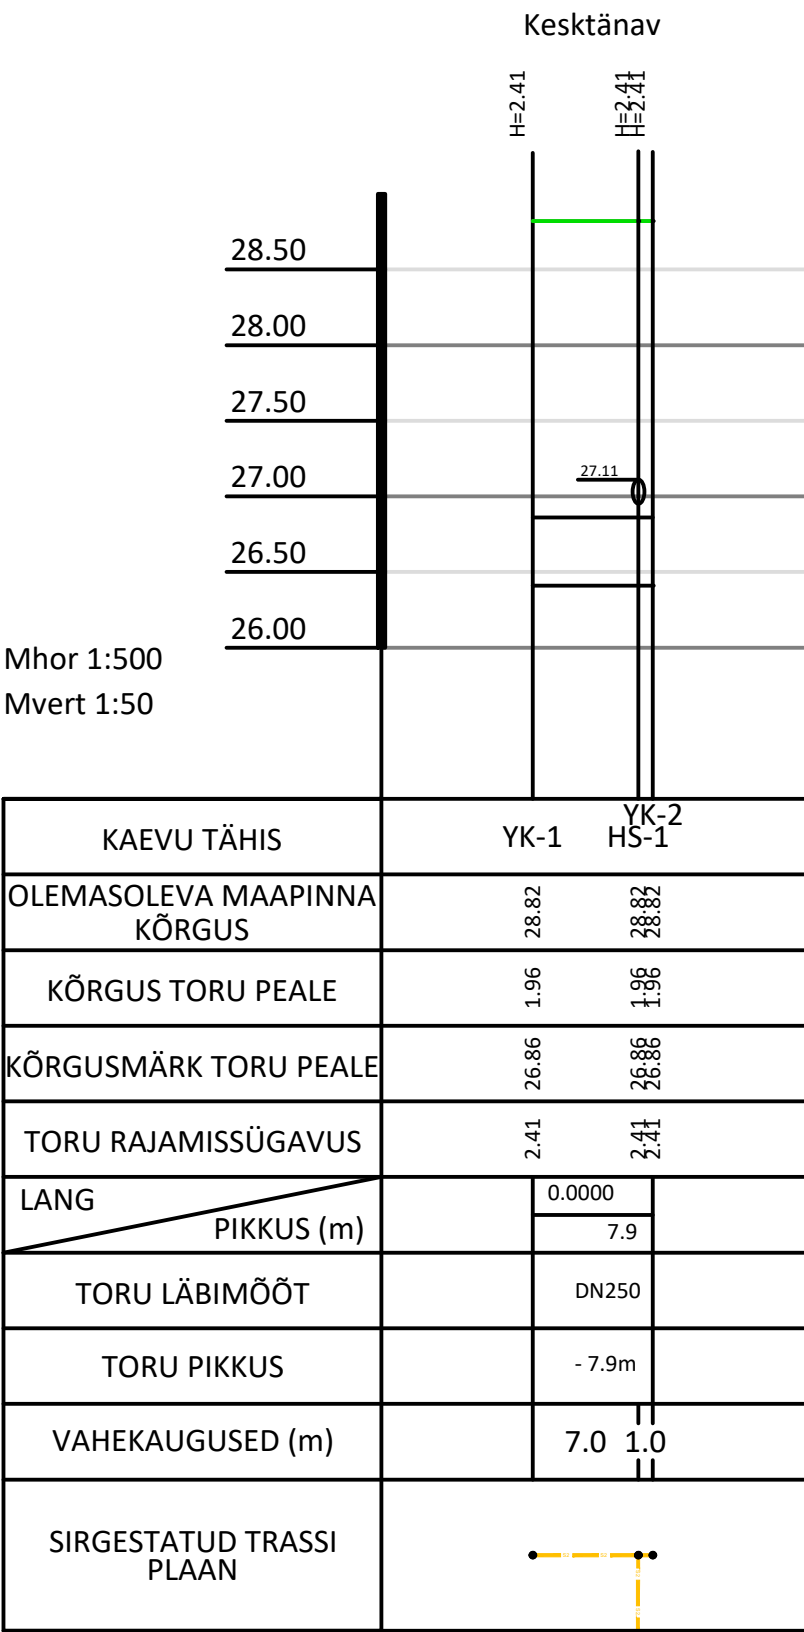 Kesktänav
H=2.41 H=2.41 H=2.41
28.50
28.00
27.50
27.00
27.11
26.50
26.00
Mhor 1:500
Mvert 1:50
KAEVU TÄHIS YK-1 HS-1 YK-2
OLEMASOLEVA MAAPINNA
KÕRGUS
28.82 28.82 28.82
KÕRGUS TORU PEALE 1.96 1.96 1.96
KÕRGUSMÄRK TORU PEALE 26.86 26.86 26.86
TORU RAJAMISSÜGAVUS 2.41 2.41 2.41
LANG 0.0000
PIKKUS (m) 7.9
TORU LÄBIMÕÕT DN250
TORU PIKKUS - 7.9m
VAHEKAUGUSED (m) 7.0 1.0
SIRGESTATUD TRASSI
PLAAN